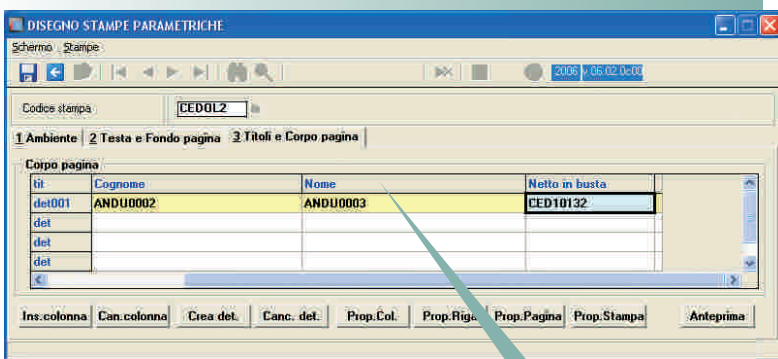 DISEGNO STAMPE PARAMETRICHE
Schermo Stampe
2006 v.06.02.0c00
Codice stampa CEDOL2
1 Ambiente 2 Testa e Fondo pagina 3 Titoli e Corpo pagina
Corpo pagina
tit Cognome Nome Netto in busta
det001 ANDU0002 ANDU0003 CED10132
det
det
det
Ins.colonna Can.colonna Crea det. Canc. det. Prop.Col. Prop.Riga Prop.Pagina Prop.Stampa Anteprima